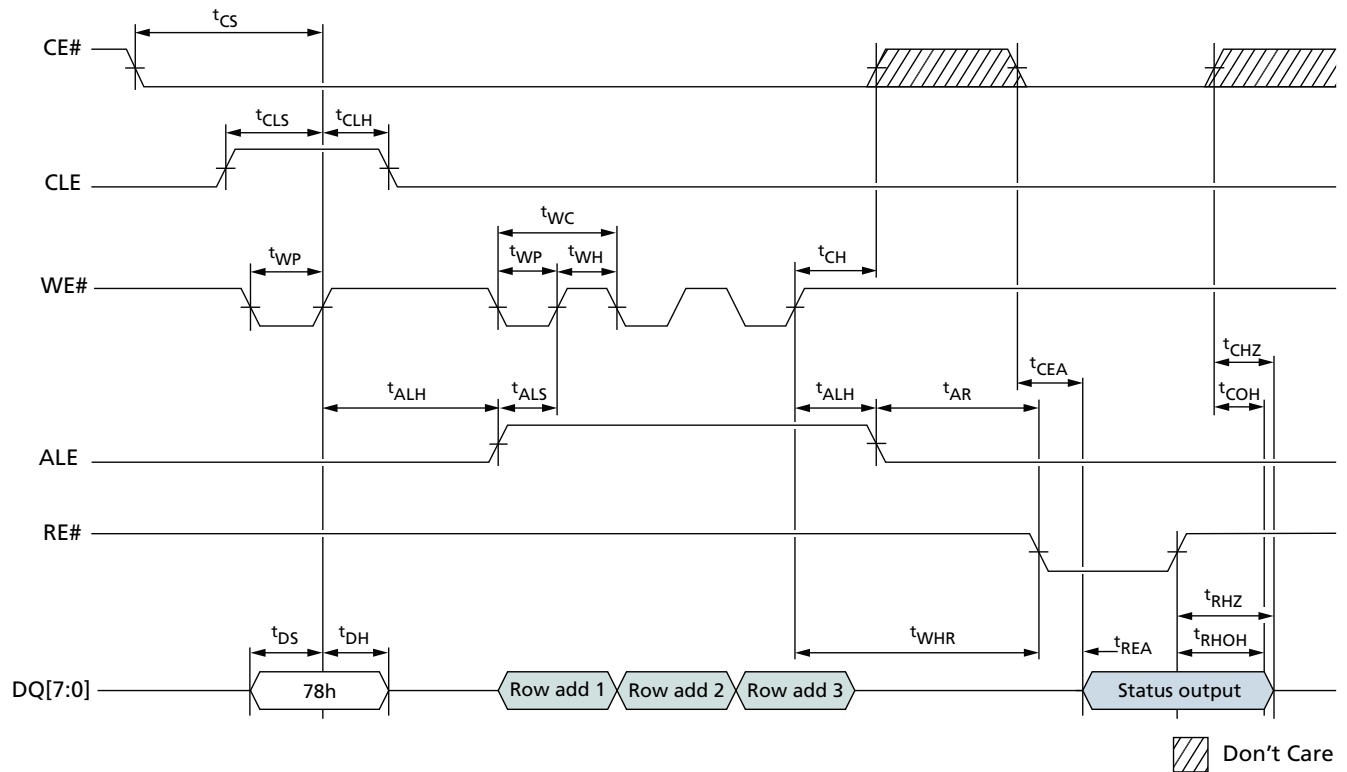 tCS
CE#
tCLS
tCLH
CLE
tWC
tWP
tWP
tWH
tCH
WE#
tCHZ
tCEA
tALH
tALS
tALH
tAR
tCOH
ALE
RE#
tRHZ
tDS
tDH
tWHR
tREA
tRHOH
DQ[7:0]
78h
Row add 1
Row add 2
Row add 3
Status output
Don't Care